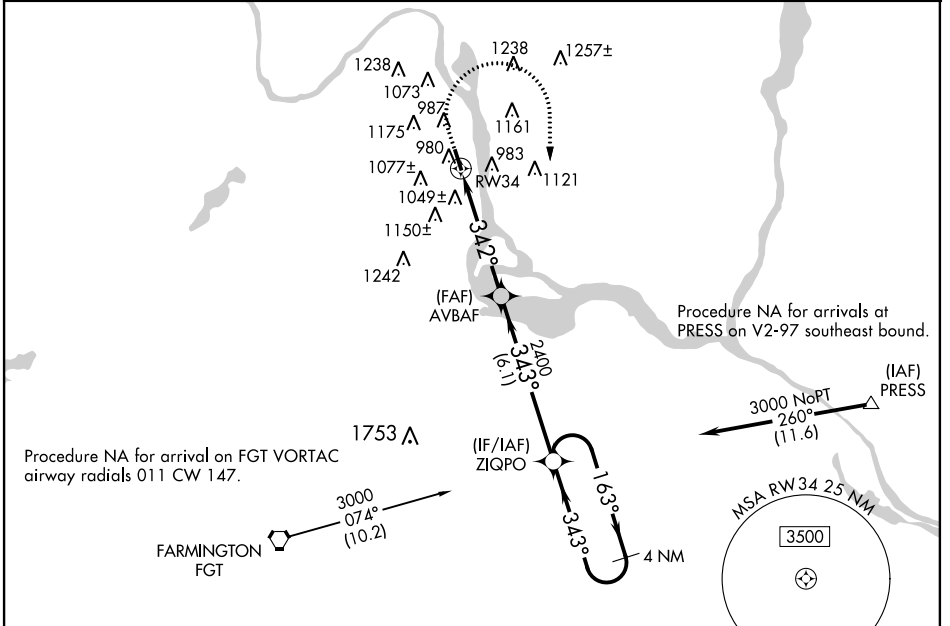 1238
1238
1257±
1073
987
1175
1161
980
983
RW34
1077±
1121
1049±
1150±
342°
1242
(FAF)
AVBAF
Procedure NA for arrivals at
PRESS on V2-97 southeast bound.
2400
343°
(6.1)
(IAF)
PRESS
3000 NoPT
260°
(11.6)
1753
(IF/IAF)
ZIQPO
Procedure NA for arrival on FGT VORTAC
airway radials 011 CW 147.
163°
343°
3000
074°
(10.2)
MSA RW34 25 NM
3500
FARMINGTON
FGT
4 NM